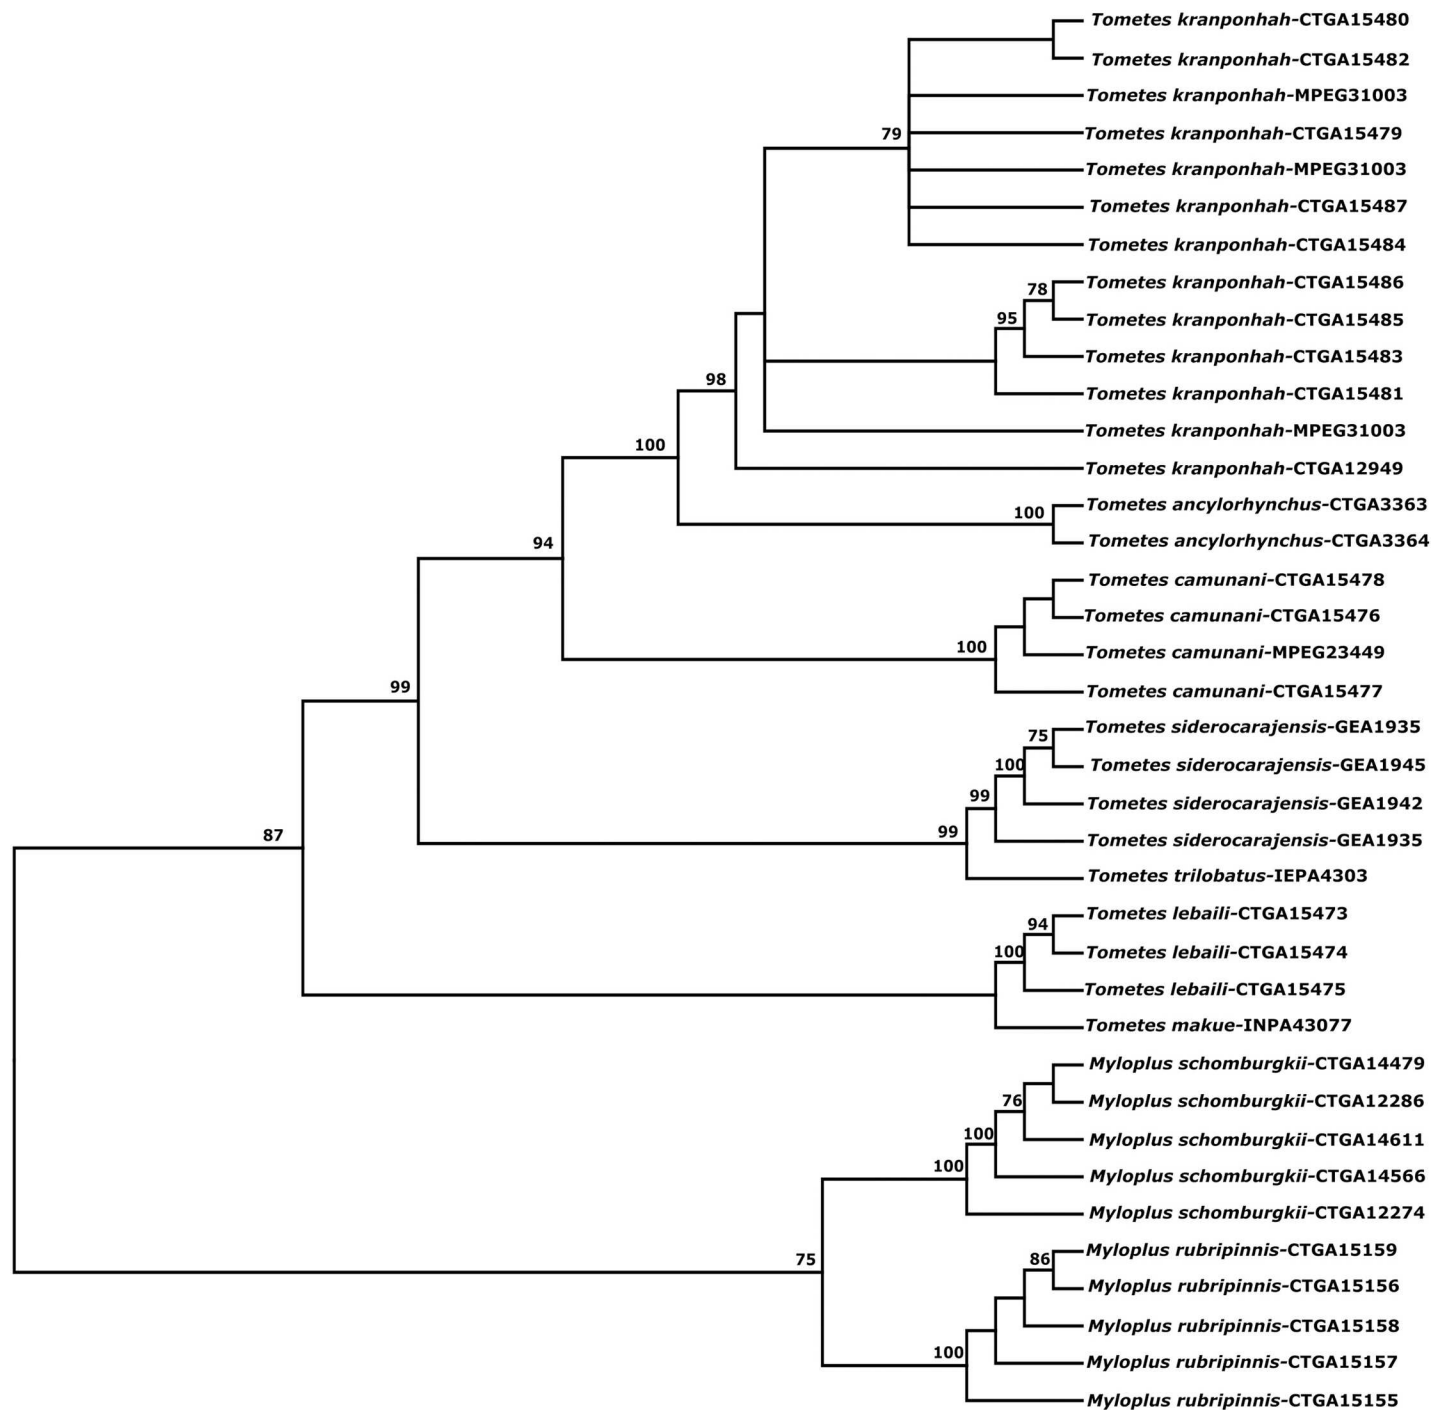 Tometes kranponhah-CTGA15480
Tometes kranponhah-CTGA15482
Tometes kranponhah-MPEG31003
79
Tometes kranponhah-CTGA15479
Tometes kranponhah-MPEG31003
Tometes kranponhah-CTGA15487
Tometes kranponhah-CTGA15484
78
Tometes kranponhah-CTGA15486
95
Tometes kranponhah-CTGA15485
Tometes kranponhah-CTGA15483
98
Tometes kranponhah-CTGA15481
Tometes kranponhah-MPEG31003
100
Tometes kranponhah-CTGA12949
Tometes ancylorhynchus-CTGA3363
100
Tometes ancylorhynchus-CTGA3364
94
Tometes camunani-CTGA15478
Tometes camunani-CTGA15476
100
Tometes camunani-MPEG23449
99
Tometes camunani-CTGA15477
Tometes siderocarajensis-GEA1935
75
100
Tometes siderocarajensis-GEA1945
99
Tometes siderocarajensis-GEA1942
99
87
Tometes siderocarajensis-GEA1935
Tometes trilobatus-IEPA4303
Tometes lebaili-CTGA15473
94
100
Tometes lebaili-CTGA15474
Tometes lebaili-CTGA15475
Tometes makue-INPA43077
Myloplus schomburgkii-CTGA14479
76
Myloplus schomburgkii-CTGA12286
100
Myloplus schomburgkii-CTGA14611
100
Myloplus schomburgkii-CTGA14566
Myloplus schomburgkii-CTGA12274
75
86
Myloplus rubripinnis-CTGA15159
Myloplus rubripinnis-CTGA15156
Myloplus rubripinnis-CTGA15158
100
Myloplus rubripinnis-CTGA15157
Myloplus rubripinnis-CTGA15155